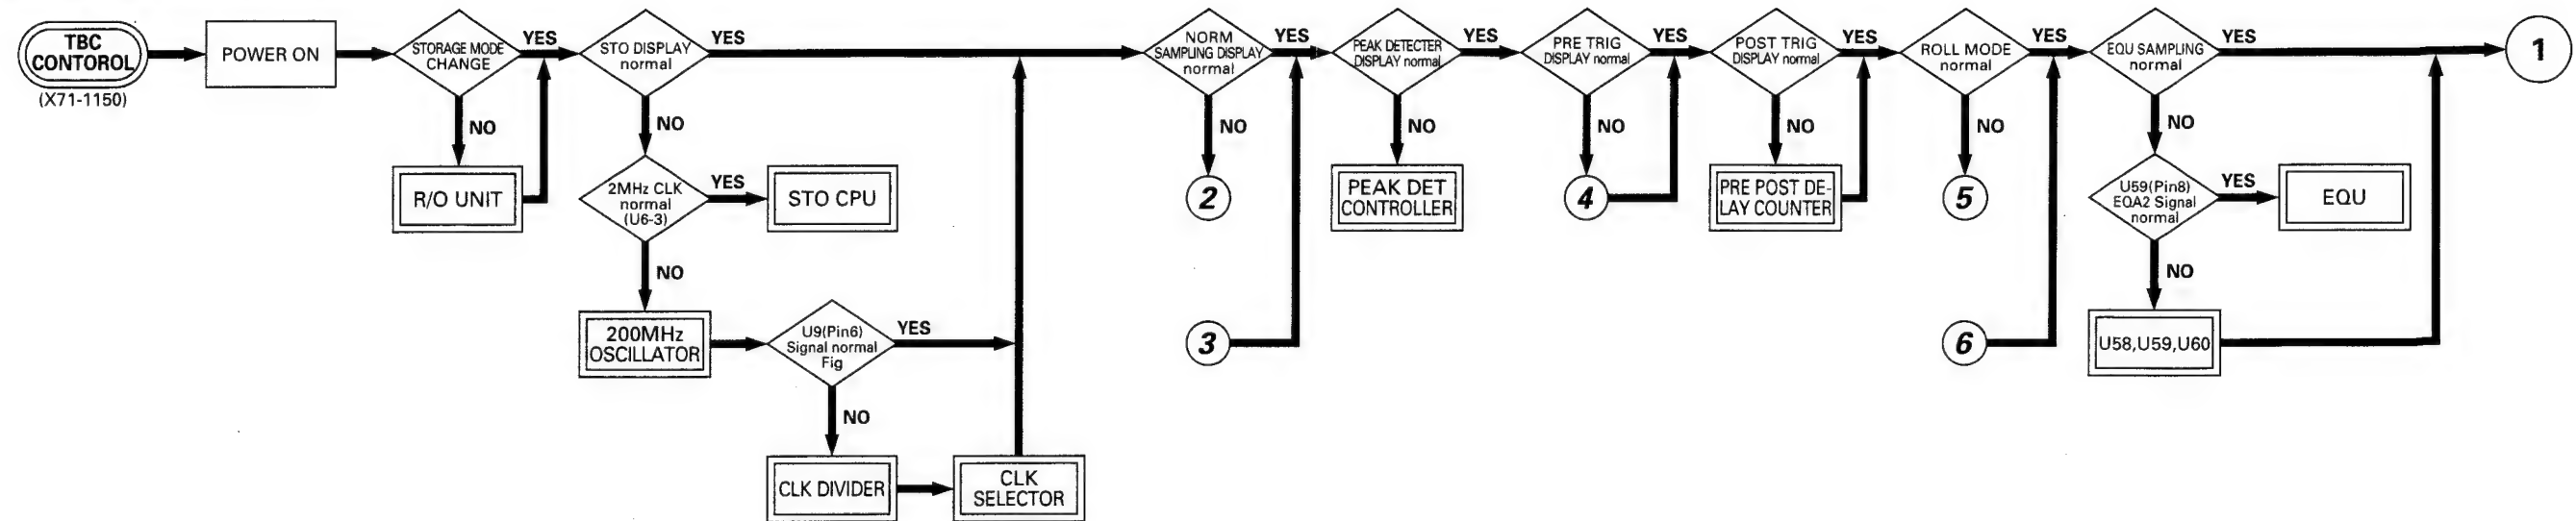 TBC
CONTOROL
(X71-1150)
POWER ON
STORAGE MODE
CHANGE
YES
NO
R/O UNIT
STO DISPLAY
normal
YES
NO
2MHz CLK
normal
(U6-3)
YES
STO CPU
NO
200MHz
OSCILLATOR
U9(Pin6)
Signal normal
Fig
YES
NO
CLK DIVIDER
CLK
SELECTOR
NORM
SAMPLING DISPLAY
normal
YES
NO
2
3
PEAK DETECTER
DISPLAY normal
YES
NO
PEAK DET
CONTROLLER
PRE TRIG
DISPLAY normal
YES
NO
4
POST TRIG
DISPLAY normal
YES
NO
PRE POST DE-
LAY COUNTER
ROLL MODE
normal
YES
NO
5
6
EQU SAMPLING
normal
YES
NO
U59(Pin8)
EQA2 Signal
normal
YES
EQU
NO
U58,U59,U60
1